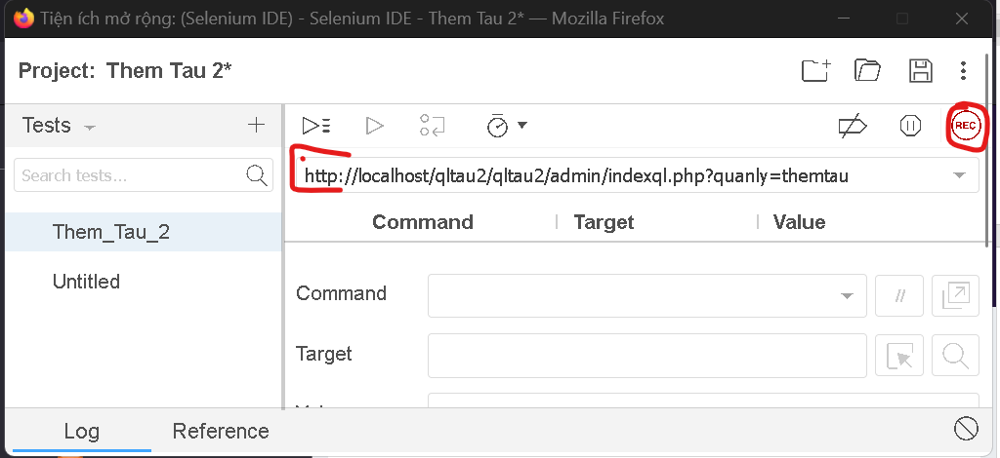 Tiện ích mở rộng: (Selenium IDE) - Selenium IDE - Them Tau 2* — Mozilla Firefox
Project: Them Tau 2*
Tests
REC
Search tests...
http://localhost/qltau2/qltau2/admin/indexql.php?quanly=themtau
Command Target Value
Them_Tau_2
Untitled
Command
//
Target
Log Reference